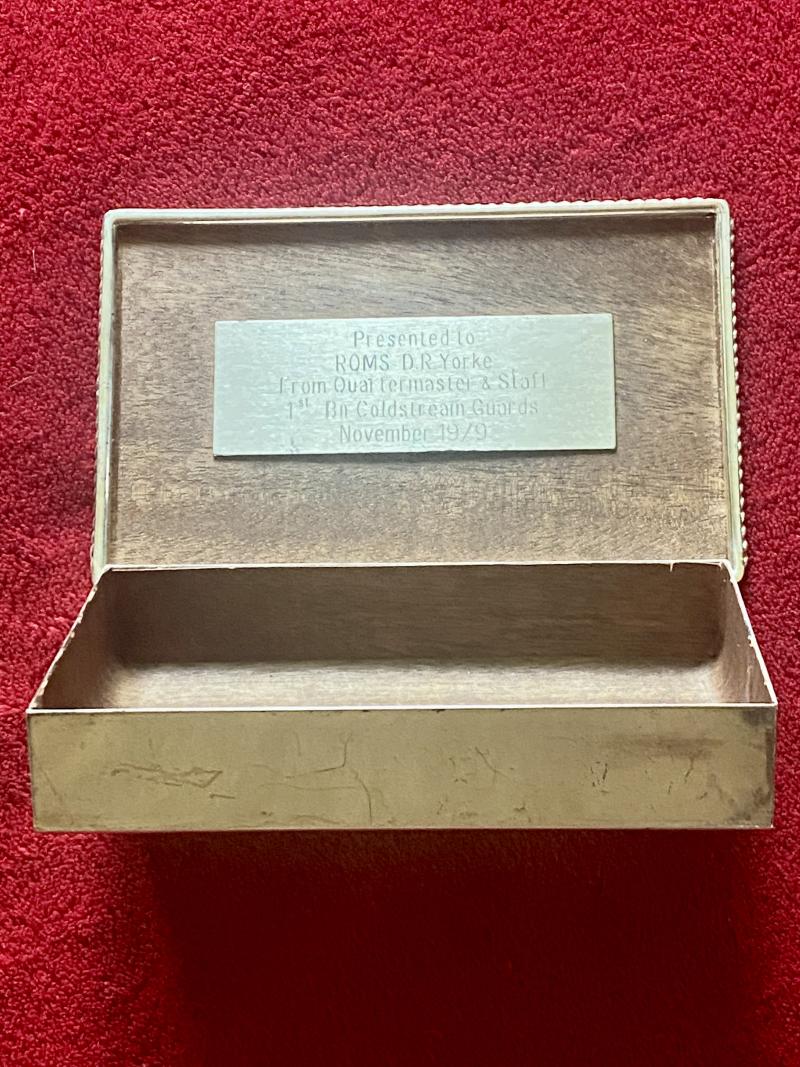 Presented to
RQMS D.R.Yorke
From Quartermaster & Staff
1st Bn Coldstream Guards
November 1979